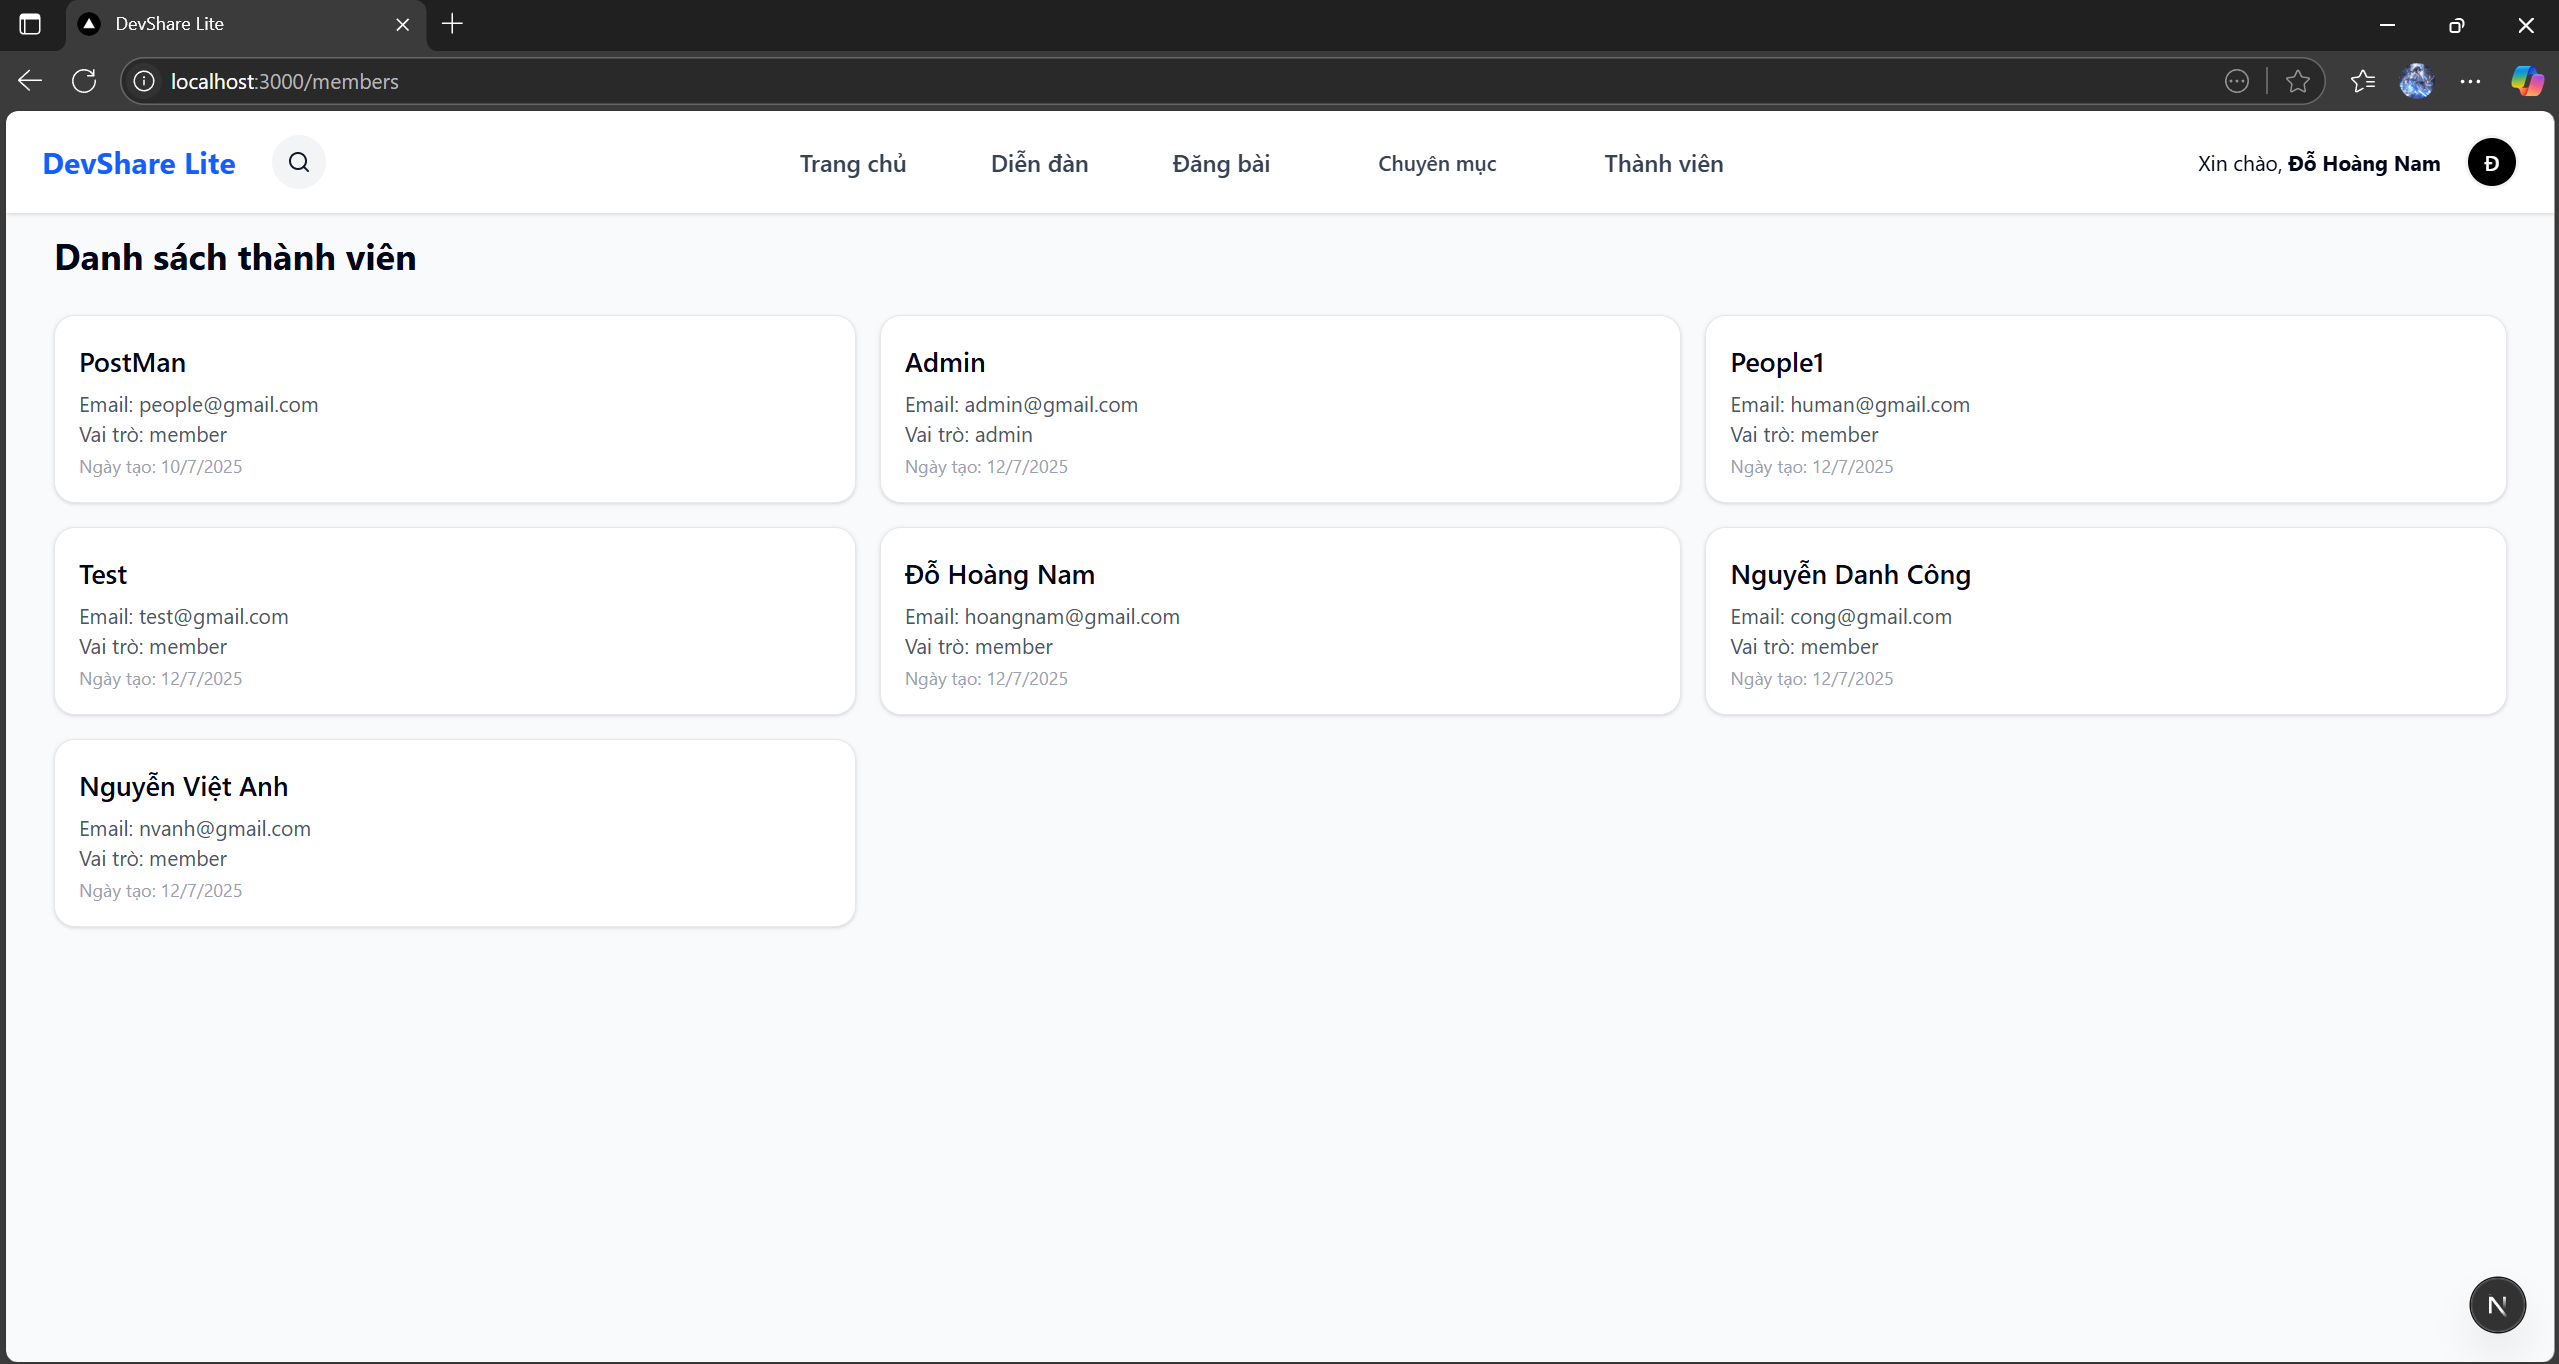 DevShare Lite
localhost:3000/members
DevShare Lite
Trang chủ
Diễn đàn
Đăng bài
Chuyên mục
Thành viên
Xin chào, Đỗ Hoàng Nam
Đ
Danh sách thành viên
PostMan
Email: people@gmail.com
Vai trò: member
Ngày tạo: 10/7/2025
Admin
Email: admin@gmail.com
Vai trò: admin
Ngày tạo: 12/7/2025
People1
Email: human@gmail.com
Vai trò: member
Ngày tạo: 12/7/2025
Test
Email: test@gmail.com
Vai trò: member
Ngày tạo: 12/7/2025
Đỗ Hoàng Nam
Email: hoangnam@gmail.com
Vai trò: member
Ngày tạo: 12/7/2025
Nguyễn Danh Công
Email: cong@gmail.com
Vai trò: member
Ngày tạo: 12/7/2025
Nguyễn Việt Anh
Email: nvanh@gmail.com
Vai trò: member
Ngày tạo: 12/7/2025
N